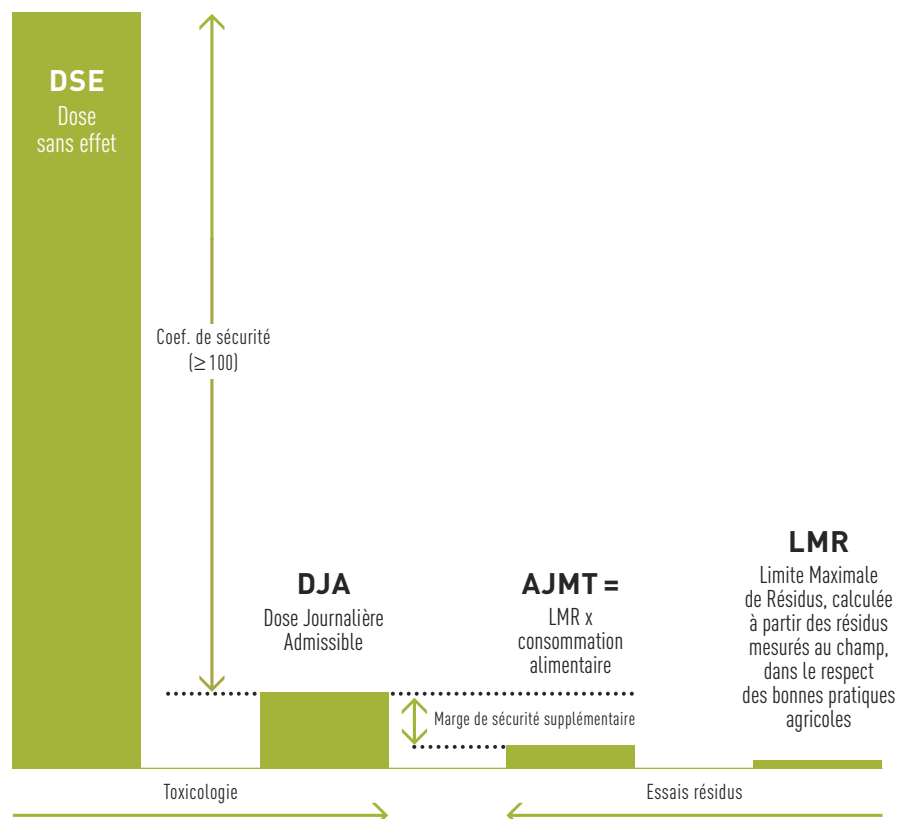 DSE
Dose
sans effet
Coef. de sécurité
(≥100)
DJA
Dose Journalière
Admissible
AJMT =
LMR x
consommation
alimentaire
LMR
Limite Maximale
de Résidus, calculée
à partir des résidus
mesurés au champ,
dans le respect
des bonnes pratiques
agricoles
Marge de sécurité supplémentaire
Toxicologie
Essais résidus